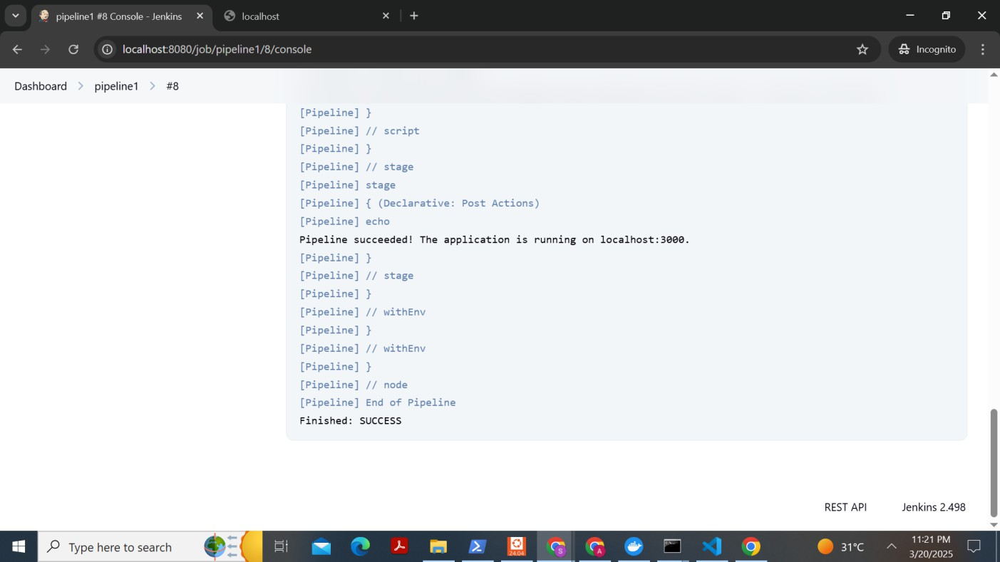 pipeline1 #8 Console - Jenkins
localhost
localhost:8080/job/pipeline1/8/console
Incognito
Dashboard
pipeline1
#8
[Pipeline] }
[Pipeline] // script
[Pipeline] }
[Pipeline] // stage
[Pipeline] stage
[Pipeline] { (Declarative: Post Actions)
[Pipeline] echo
Pipeline succeeded! The application is running on localhost:3000.
[Pipeline] }
[Pipeline] // stage
[Pipeline] }
[Pipeline] // withEnv
[Pipeline] }
[Pipeline] // withEnv
[Pipeline] }
[Pipeline] // node
[Pipeline] End of Pipeline
Finished: SUCCESS
REST API
Jenkins 2.498
Type here to search
24.04
S
A
31°C
11:21 PM
3/20/2025